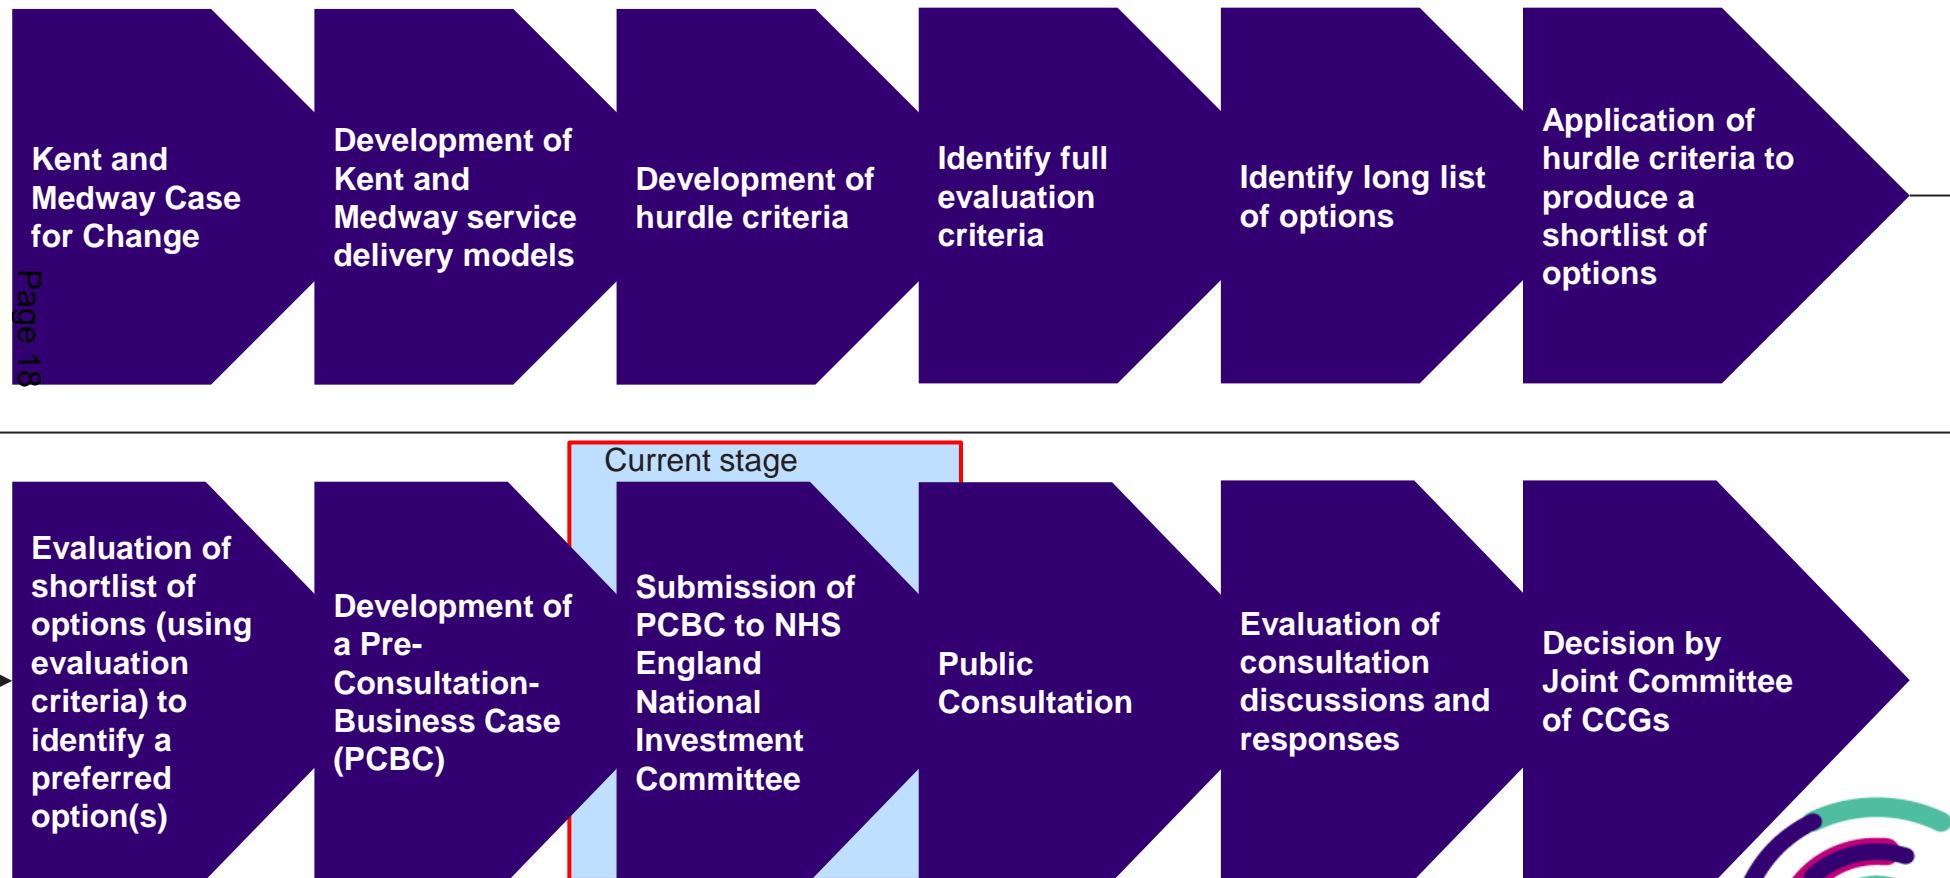 Kent and
Medway Case
for Change
Development of
Kent and
Medway service
delivery models
Development of
hurdle criteria
Identify full
evaluation
criteria
Identify long list
of options
Application of
hurdle criteria to
produce a
shortlist of
options
Page 18
Current stage
Evaluation of
shortlist of
options (using
evaluation
criteria) to
identify a
preferred
option(s)
Development of
a Pre-
Consultation-
Business Case
(PCBC)
Submission of
PCBC to NHS
England
National
Investment
Committee
Public
Consultation
Evaluation of
consultation
discussions and
responses
Decision by
Joint Committee
of CCGs